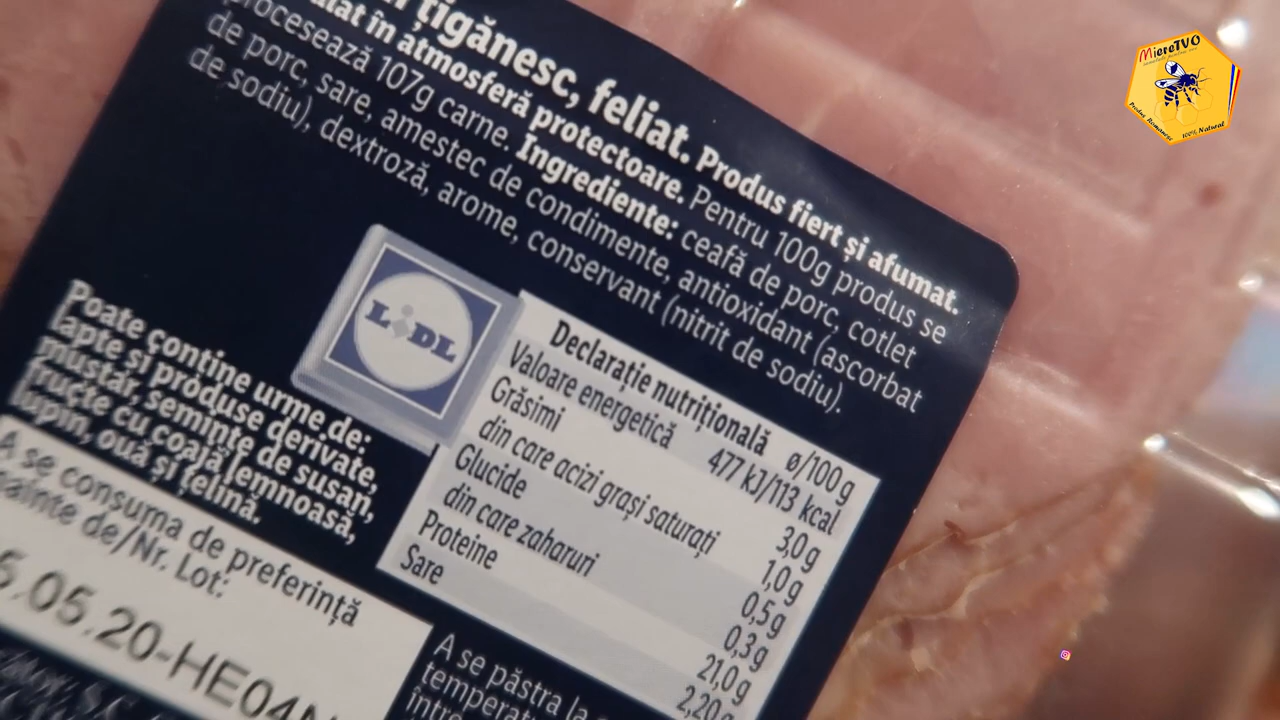 țigănesc, feliat. Produs fiert și afumat.
în atmosferă protectoare. Pentru 100g produs se
procesează 107g carne. Ingrediente: ceafă de porc, cotlet
de porc, sare, amestec de condimente, antioxidant (ascorbat
de sodiu), dextroză, arome, conservant (nitrit de sodiu).
LIDL
Poate conține urme de:
lapte și produse derivate,
muștar, semințe de susan,
fructe cu coajă lemnoasă,
lupin, ouă și țelină.
Declarație nutrițională ø/100 g
Valoare energetică 477 kJ/113 kcal
Grăsimi 3,0 g
din care acizi grași saturați 1,0 g
Glucide 0,5 g
din care zaharuri 0,3 g
Proteine 21,0 g
Sare 2,20 g
A se consuma de preferință
de/Nr. Lot:
.05.20-HE04
A se păstra la
MiereTVO
Produs Românesc
100% Natural